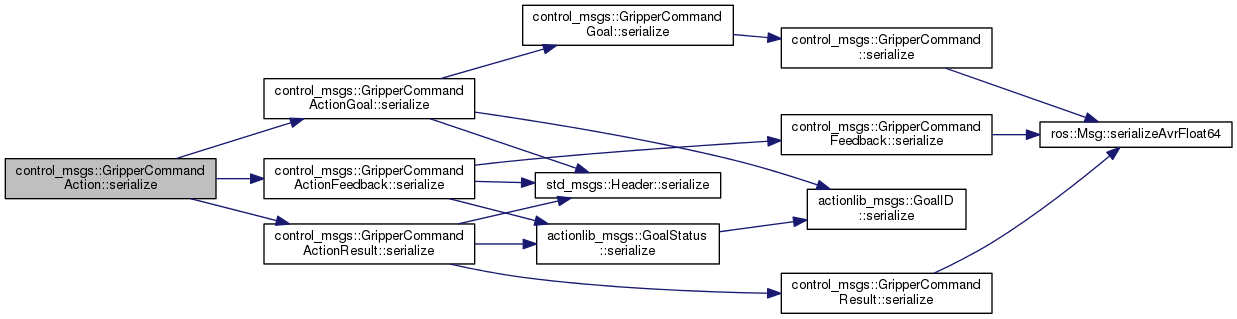 control_msgs::GripperCommand
Action::serialize
control_msgs::GripperCommand
ActionGoal::serialize
control_msgs::GripperCommand
ActionFeedback::serialize
control_msgs::GripperCommand
ActionResult::serialize
control_msgs::GripperCommand
Goal::serialize
std_msgs::Header::serialize
actionlib_msgs::GoalStatus
::serialize
control_msgs::GripperCommand
::serialize
control_msgs::GripperCommand
Feedback::serialize
actionlib_msgs::GoalID
::serialize
control_msgs::GripperCommand
Result::serialize
ros::Msg::serializeAvrFloat64